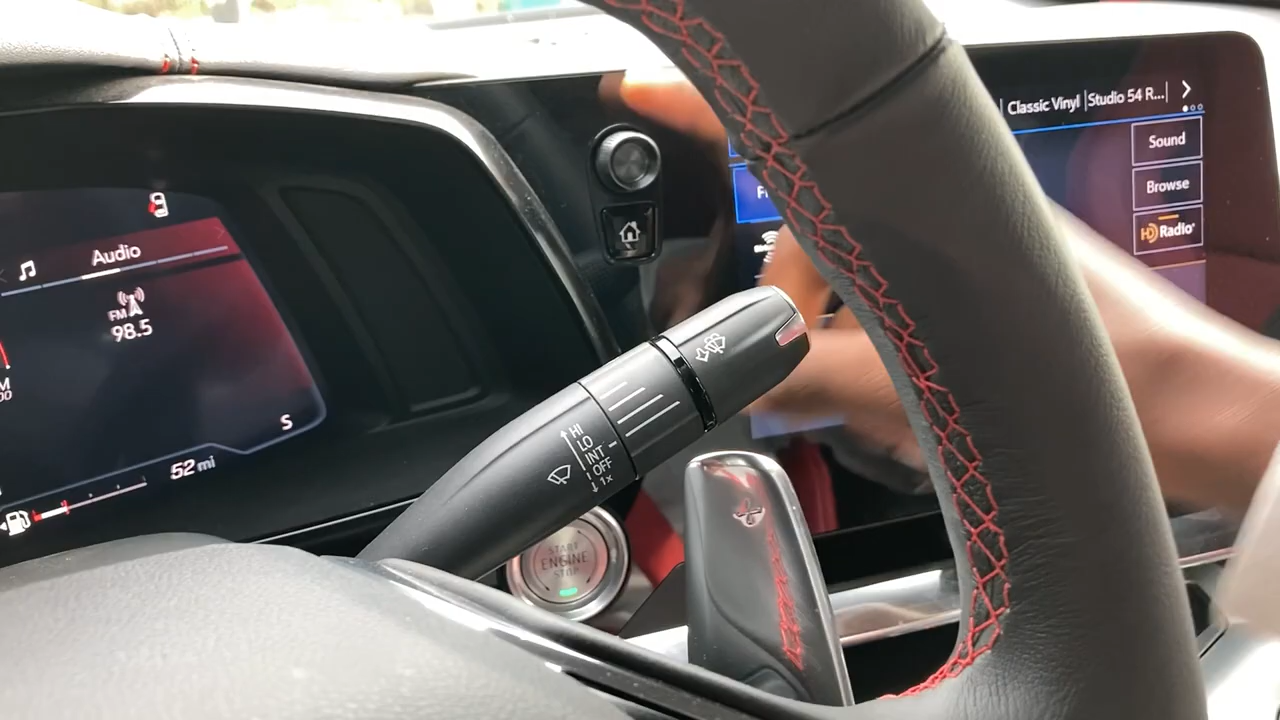 Audio
FM
98.5
S
52 mi
HI
LO
INT
OFF
1x
START
ENGINE
STOP
Classic Vinyl
Studio 54 R...
Sound
Browse
HD Radio